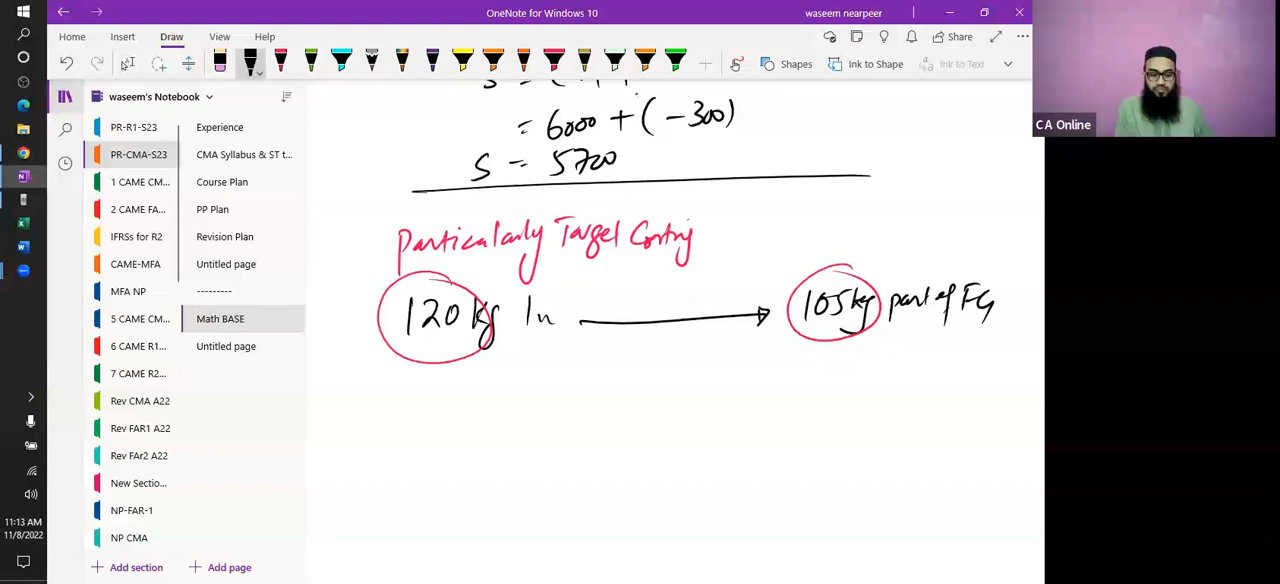 OneNote for Windows 10
waseem nearpeer
Home Insert Draw View Help
Share
Shapes Ink to Shape Ink to Text
waseem's Notebook
PR-R1-S23
PR-CMA-S23
1 CAME CM...
2 CAME FA...
IFRSs for R2
CAME-MFA
MFA NP
5 CAME CM...
6 CAME R1...
7 CAME R2...
Rev CMA A22
Rev FAR1 A22
Rev FAr2 A22
New Sectio...
NP-FAR-1
NP CMA
Add section
Experience
CMA Syllabus & ST t...
Course Plan
PP Plan
Revision Plan
Untitled page
---------
Math BASE
Untitled page
Add page
= 6000 + (-300)
S = 5700
Particularly Target Costing
120 kg In 105 kg part of FG
CA Online
11:13 AM
11/8/2022